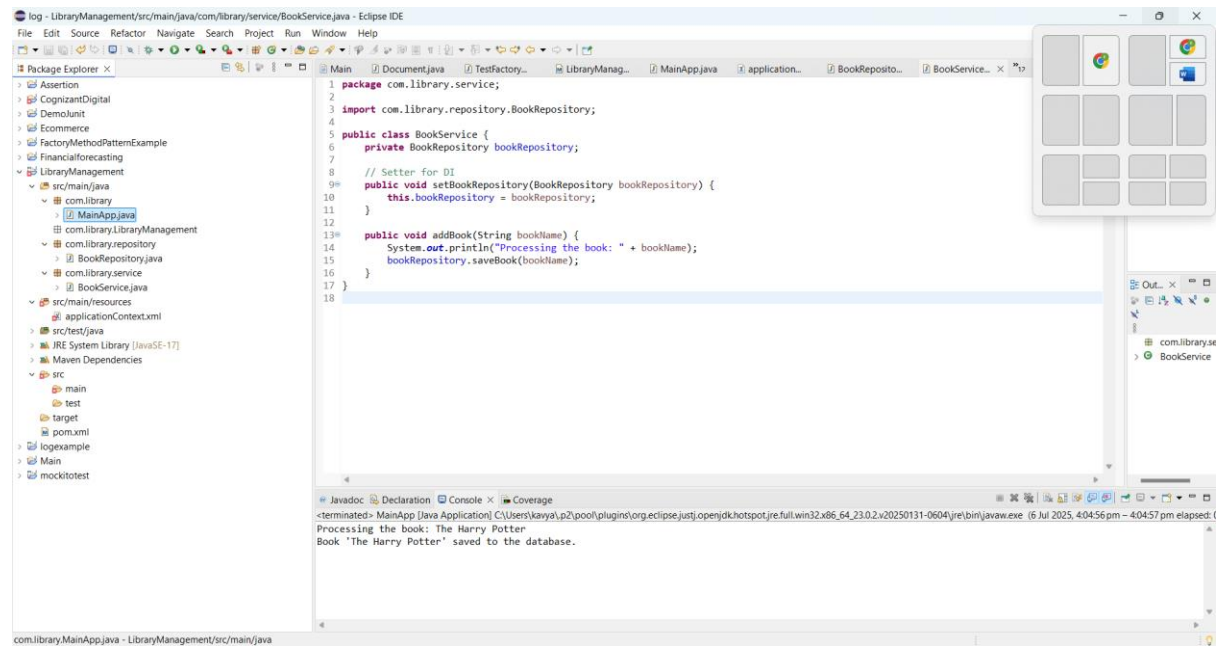 log - LibraryManagement/src/main/java/com/library/service/BookService.java - Eclipse IDE
File Edit Source Refactor Navigate Search Project Run Window Help
Package Explorer
Assertion
CognizantDigital
DemoJunit
Ecommerce
FactoryMethodPatternExample
Financialforecasting
LibraryManagement
src/main/java
com.library
MainApp.java
com.library.LibraryManagement
com.library.repository
BookRepository.java
com.library.service
BookService.java
src/main/resources
applicationContext.xml
src/test/java
JRE System Library [JavaSE-17]
Maven Dependencies
src
main
test
target
pom.xml
logexample
Main
mockitotest
Main Document.java TestFactory... LibraryManag... MainApp.java application... BookReposito... BookService... »17
1 package com.library.service;
2
3 import com.library.repository.BookRepository;
4
5 public class BookService {
6 private BookRepository bookRepository;
7
8 // Setter for DI
9 public void setBookRepository(BookRepository bookRepository) {
10 this.bookRepository = bookRepository;
11 }
12
13 public void addBook(String bookName) {
14 System.out.println("Processing the book: " + bookName);
15 bookRepository.saveBook(bookName);
16 }
17 }
18
Out...
com.library.se
BookService
Javadoc Declaration Console Coverage
<terminated> MainApp [Java Application] C:\Users\kavya\.p2\pool\plugins\org.eclipse.justj.openjdk.hotspot.jre.full.win32.x86_64_23.0.2.v20250131-0604\jre\bin\javaw.exe (6 Jul 2025, 4:04:56 pm – 4:04:57 pm elapsed: 0
Processing the book: The Harry Potter
Book 'The Harry Potter' saved to the database.
com.library.MainApp.java - LibraryManagement/src/main/java